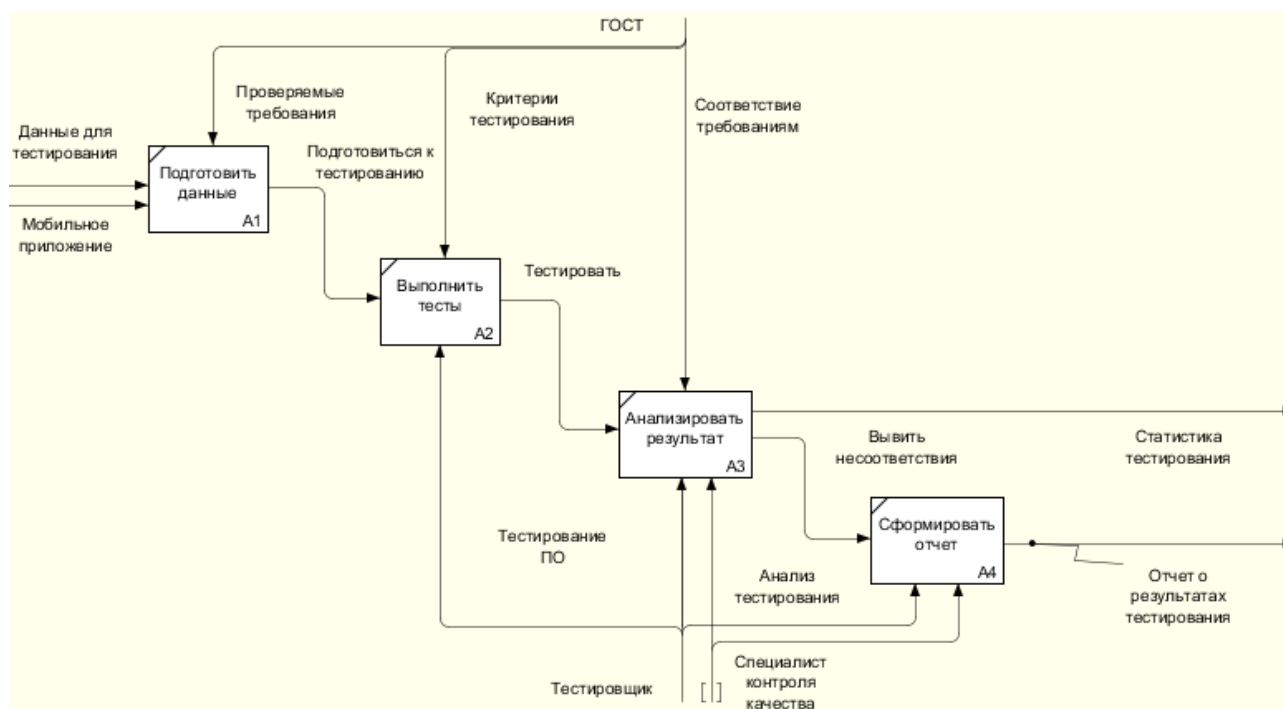 ГОСТ
Проверяемые
требования
Критерии
тестирования
Соответствие
требованиям
Данные для
тестирования
Подготовиться к
тестированию
Подготовить
данные
A1
Мобильное
приложение
Выполнить
тесты
A2
Тестировать
Анализировать
результат
A3
Вывить
несоответствия
Статистика
тестирования
Сформировать
отчет
A4
Тестирование
ПО
Анализ
тестирования
Отчет о
результатах
тестирования
Тестировщик
[ ]
Специалист
контроля
качества